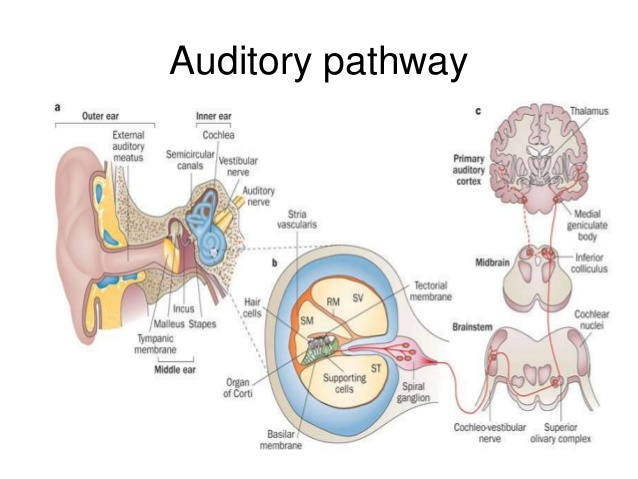 Auditory pathway
a
Outer ear
Inner ear
External
auditory
meatus
Cochlea
Semicircular
canals
Vestibular
nerve
Auditory
nerve
Incus
Malleus Stapes
Tympanic
membrane
Middle ear
b
Stria
vascularis
Hair
cells
RM
SV
SM
ST
Tectorial
membrane
Organ
of Corti
Supporting
cells
Spiral
ganglion
Basilar
membrane
c
Thalamus
Primary
auditory
cortex
Medial
geniculate
body
Midbrain
Inferior
colliculus
Cochlear
nuclei
Brainstem
Cochleo-vestibular
nerve
Superior
olivary complex